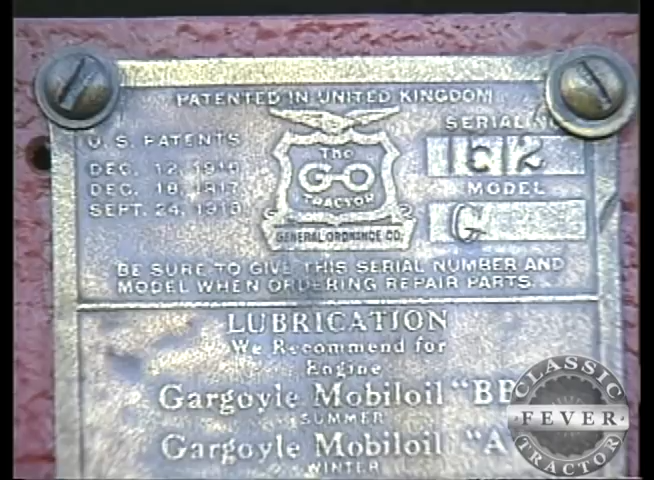 PATENTED IN UNITED KINGDOM
U.S. PATENTS
DEC. 12, 1916
DEC. 18, 1917
SEPT. 24, 1918
The
G-O
TRACTOR
GENERAL ORDNANCE CO.
SERIAL NO
MODEL
G
BE SURE TO GIVE THIS SERIAL NUMBER AND
MODEL WHEN ORDERING REPAIR PARTS.
LUBRICATION
We Recommend for
Engine
Gargoyle Mobiloil "BB
SUMMER
Gargoyle Mobiloil "A
WINTER
CLASSIC
FEVER
TRACTOR